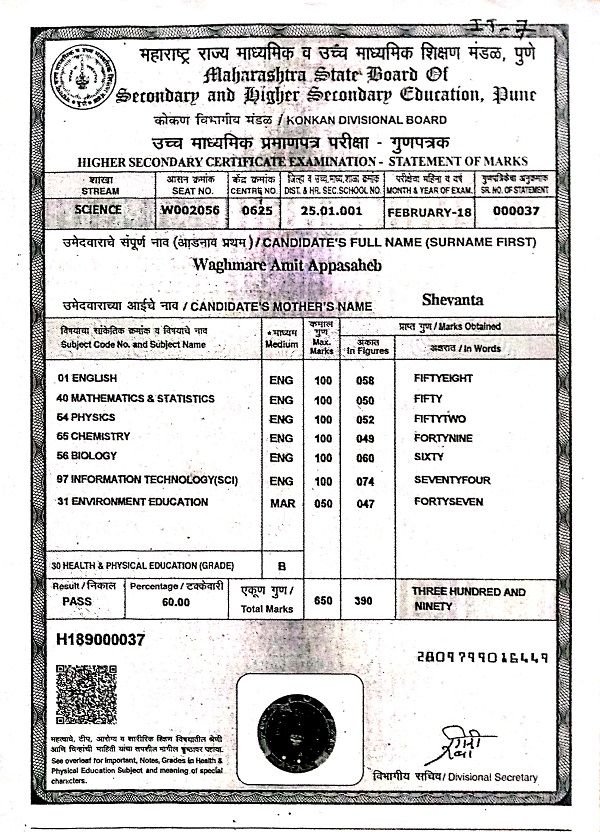 IT-7
महाराष्ट्र राज्य माध्यमिक व उच्च माध्यमिक शिक्षण मंडळ, पुणे
Maharashtra State Board Of
Secondary and Higher Secondary Education, Pune
कोकण विभागीय मंडळ / KONKAN DIVISIONAL BOARD
उच्च माध्यमिक प्रमाणपत्र परीक्षा - गुणपत्रक
HIGHER SECONDARY CERTIFICATE EXAMINATION - STATEMENT OF MARKS
शाखा आसन क्रमांक केंद्र क्रमांक जिल्हा व उच्च.माध्य.शाळा क्रमांक परीक्षेचा महिना व वर्ष गुणपत्रिकेचा अनुक्रमांक
STREAM SEAT NO. CENTRE NO. DIST. & HR. SEC.SCHOOL NO. MONTH & YEAR OF EXAM. SR. NO. OF STATEMENT
SCIENCE W002056 0625 25.01.001 FEBRUARY-18 000037
उमेदवाराचे संपूर्ण नाव (आडनाव प्रथम) / CANDIDATE'S FULL NAME (SURNAME FIRST)
Waghmare Amit Appasaheb
उमेदवाराच्या आईचे नाव / CANDIDATE'S MOTHER'S NAME Shevanta
विषयाचा सांकेतिक क्रमांक व विषयाचे नाव * माध्यम कमाल गुण प्राप्त गुण / Marks Obtained
Subject Code No. and Subject Name Medium Max. Marks अंकात In Figures अक्षरात / In Words
01 ENGLISH ENG 100 058 FIFTYEIGHT
40 MATHEMATICS & STATISTICS ENG 100 050 FIFTY
54 PHYSICS ENG 100 052 FIFTYTWO
55 CHEMISTRY ENG 100 049 FORTYNINE
56 BIOLOGY ENG 100 060 SIXTY
97 INFORMATION TECHNOLOGY(SCI) ENG 100 074 SEVENTYFOUR
31 ENVIRONMENT EDUCATION MAR 050 047 FORTYSEVEN
30 HEALTH & PHYSICAL EDUCATION (GRADE) B
Result / निकाल Percentage / टक्केवारी एकूण गुण / THREE HUNDRED AND
PASS 60.00 Total Marks 650 390 NINETY
H189000037
2809799016449
महत्वाचे, टीप, आरोग्य व शारीरिक शिक्षण विषयातील श्रेणी
आणि चिन्हांची माहिती यांचा तपशील मागील पृष्ठावर पहावा.
See overleaf for Important, Notes, Grades in Health &
Physical Education Subject and meaning of special
characters.
विभागीय सचिव / Divisional Secretary